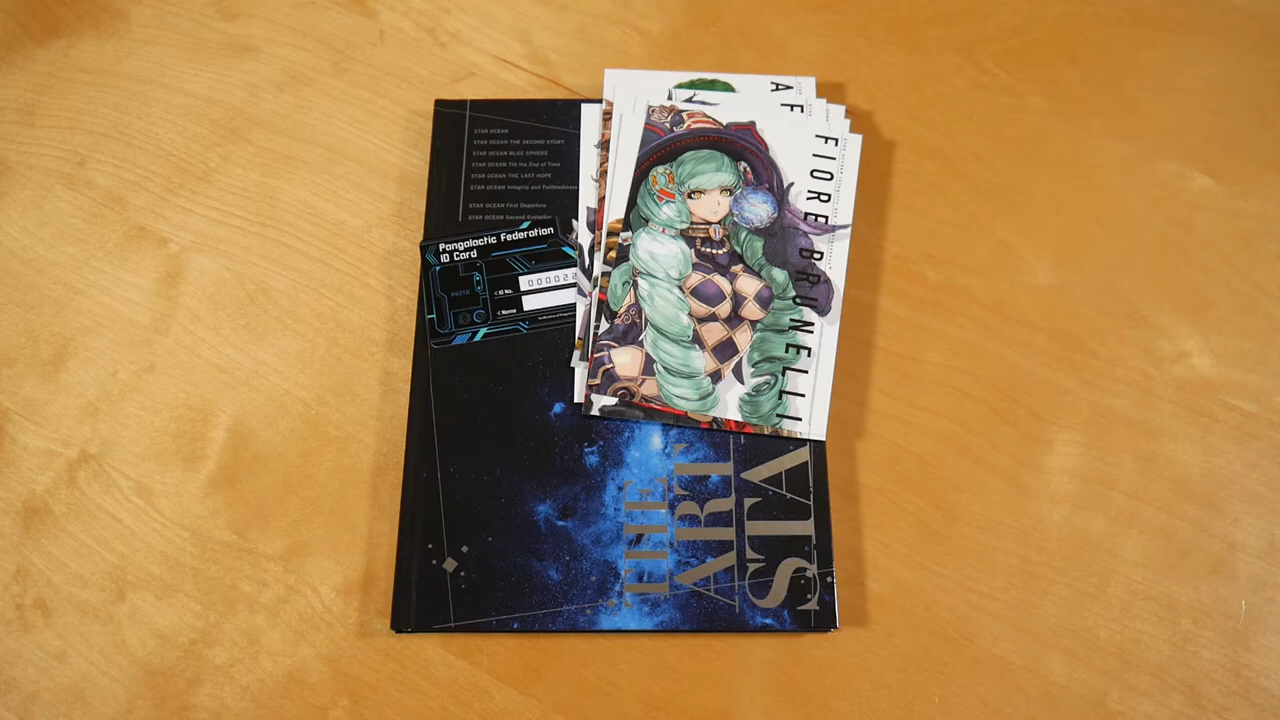 STAR OCEAN
STAR OCEAN THE SECOND STORY
STAR OCEAN BLUE SPHERE
STAR OCEAN Till the End of Time
STAR OCEAN THE LAST HOPE
STAR OCEAN Integrity and Faithlessness
STAR OCEAN First Departure
STAR OCEAN Second Evolution
Pangalactic Federation
ID Card
PHOTO
< ID No.
000022
< Name
AF
FIORE BRUNELLI
THE
ART
STA